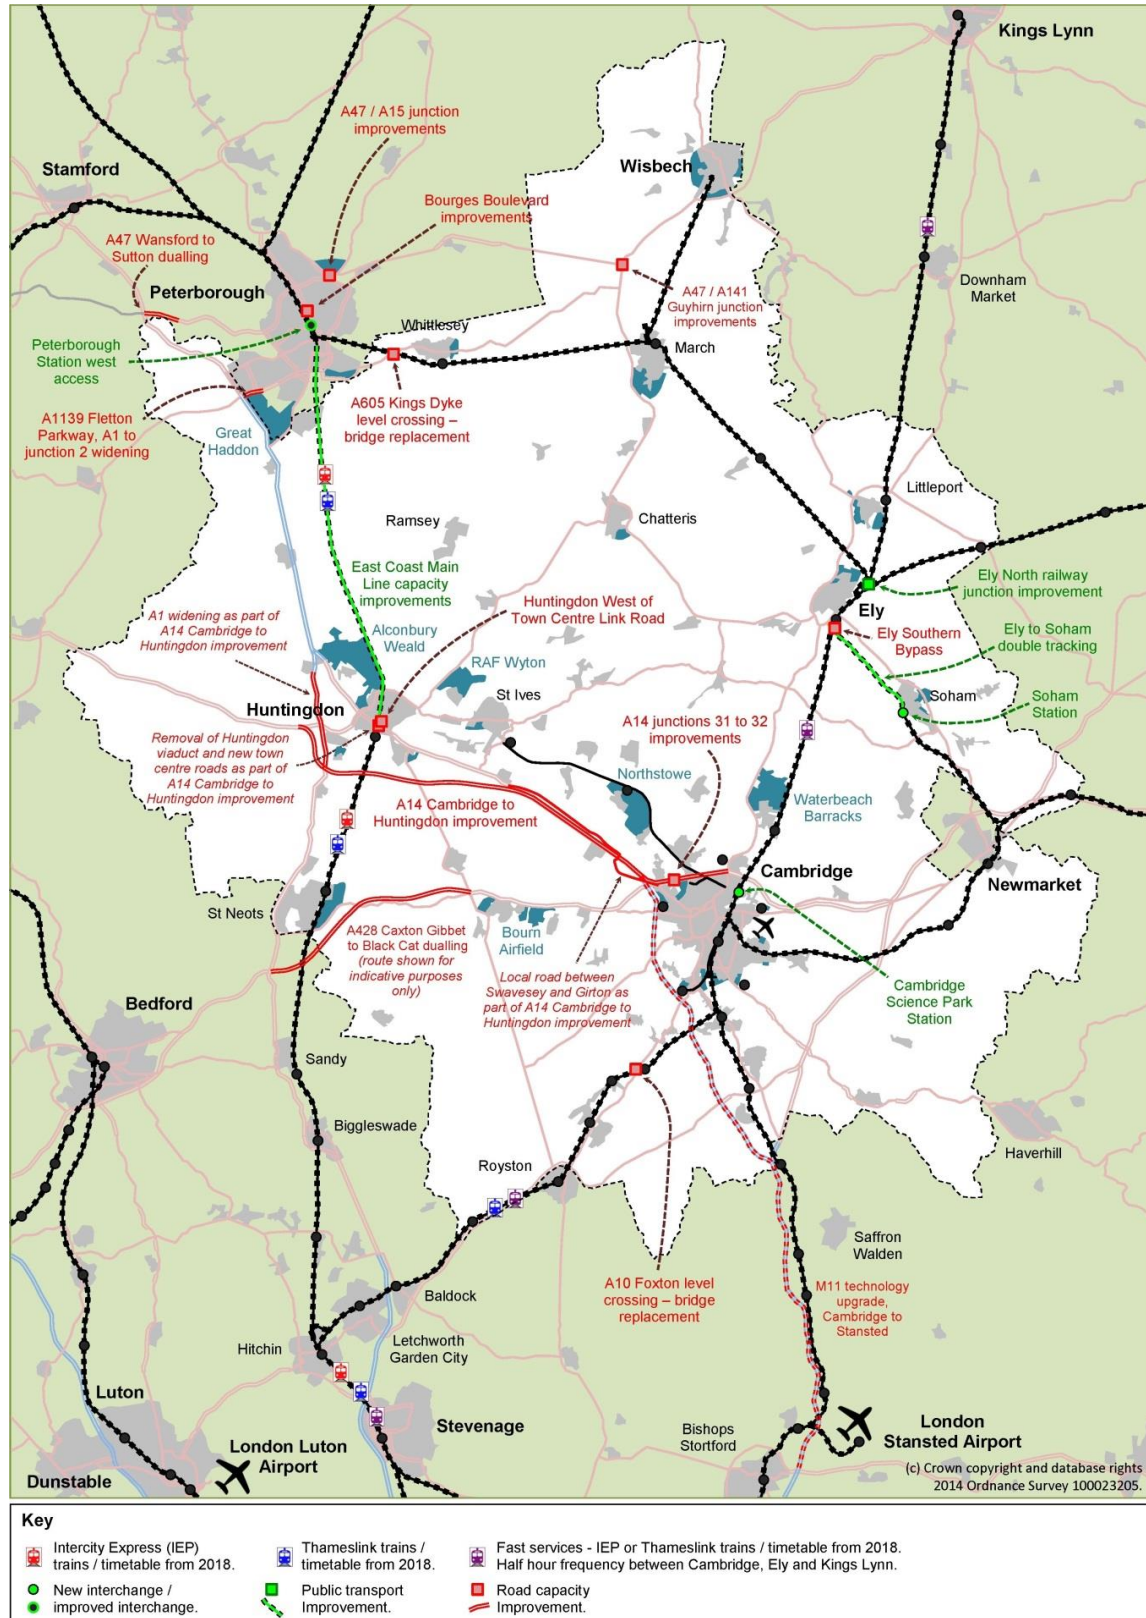 Kings Lynn
A47 / A15 junction
improvements
Stamford
Wisbech
Bourges Boulevard
improvements
A47 Wansford to
Sutton dualling
Peterborough
A47 / A141
Guyhirn junction
improvements
Downham
Market
Whittlesey
March
Peterborough
Station west
access
A605 Kings Dyke
level crossing –
bridge replacement
A1139 Fletton
Parkway, A1 to
junction 2 widening
Great
Haddon
Littleport
Ramsey
Chatteris
East Coast Main
Line capacity
improvements
Ely North railway
junction improvement
Ely
Huntingdon West of
Town Centre Link Road
A1 widening as part of
A14 Cambridge to
Huntingdon improvement
Alconbury
Weald
RAF Wyton
St Ives
Ely Southern
Bypass
Ely to Soham
double tracking
Soham
Soham
Station
Huntingdon
A14 junctions 31 to 32
improvements
Removal of Huntingdon
viaduct and new town
centre roads as part of
A14 Cambridge to
Huntingdon improvement
Northstowe
Waterbeach
Barracks
A14 Cambridge to
Huntingdon improvement
Cambridge
Newmarket
St Neots
A428 Caxton Gibbet
to Black Cat dualling
(route shown for
indicative purposes
only)
Bourn
Airfield
Local road between
Swavesey and Girton as
part of A14 Cambridge to
Huntingdon improvement
Cambridge
Science Park
Station
Bedford
Sandy
Biggleswade
Haverhill
Royston
Saffron
Walden
A10 Foxton level
crossing – bridge
replacement
M11 technology
upgrade,
Cambridge to
Stansted
Baldock
Hitchin
Letchworth
Garden City
Luton
Stevenage
Bishops
Stortford
London
Stansted Airport
London Luton
Airport
Dunstable
(c) Crown copyright and database rights
2014 Ordnance Survey 100023205.
Key
Intercity Express (IEP)
trains / timetable from 2018.
Thameslink trains /
timetable from 2018.
Fast services - IEP or Thameslink trains / timetable from 2018.
Half hour frequency between Cambridge, Ely and Kings Lynn.
New interchange /
improved interchange.
Public transport
Improvement.
Road capacity
Improvement.